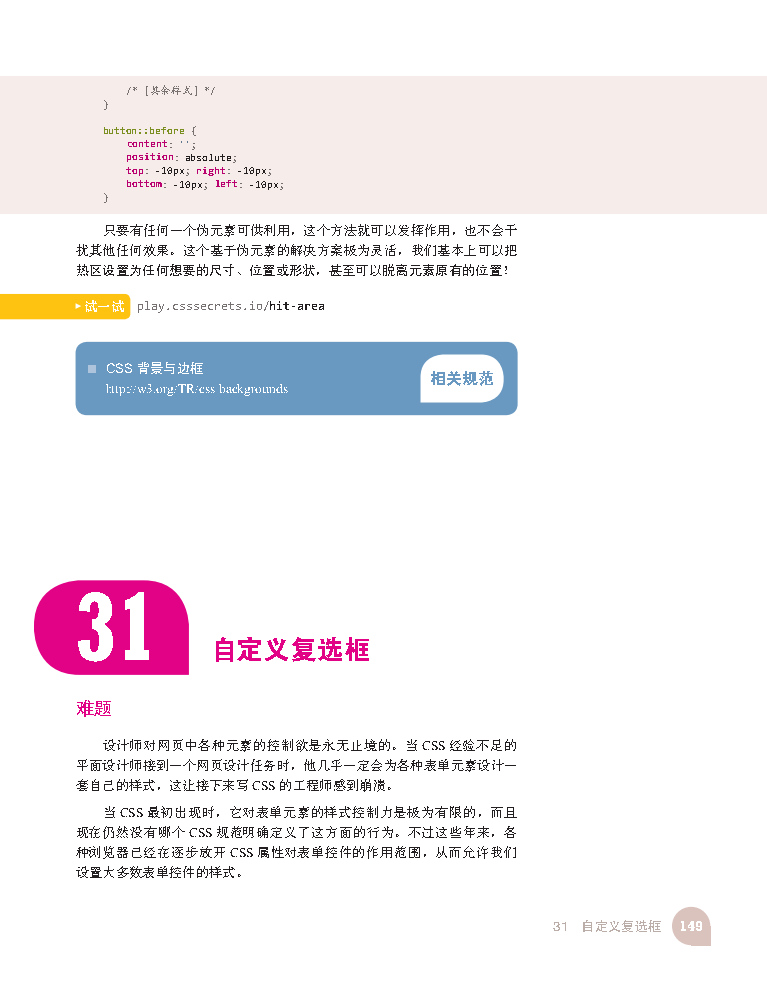 /* [其余样式] */
}
button::before {
content: '';
position: absolute;
top: -10px; right: -10px;
bottom: -10px; left: -10px;
}
只要有任何一个伪元素可供利用，这个方法就可以发挥作用，也不会干
扰其他任何效果。这个基于伪元素的解决方案极为灵活，我们基本上可以把
热区设置为任何想要的尺寸、位置或形状，甚至可以脱离元素原有的位置！
▶试一试 play.csssecrets.io/hit-area
■ CSS 背景与边框
http://w3.org/TR/css backgrounds
相关规范
31 自定义复选框
难题
设计师对网页中各种元素的控制欲是永无止境的。当 CSS 经验不足的
平面设计师接到一个网页设计任务时，他几乎一定会为各种表单元素设计一
套自己的样式，这让接下来写 CSS 的工程师感到崩溃。
当 CSS 最初出现时，它对表单元素的样式控制力是极为有限的，而且
现在仍然没有哪个 CSS 规范明确定义了这方面的行为。不过这些年来，各
种浏览器已经在逐步放开 CSS 属性对表单控件的作用范围，从而允许我们
设置大多数表单控件的样式。
31 自定义复选框 149